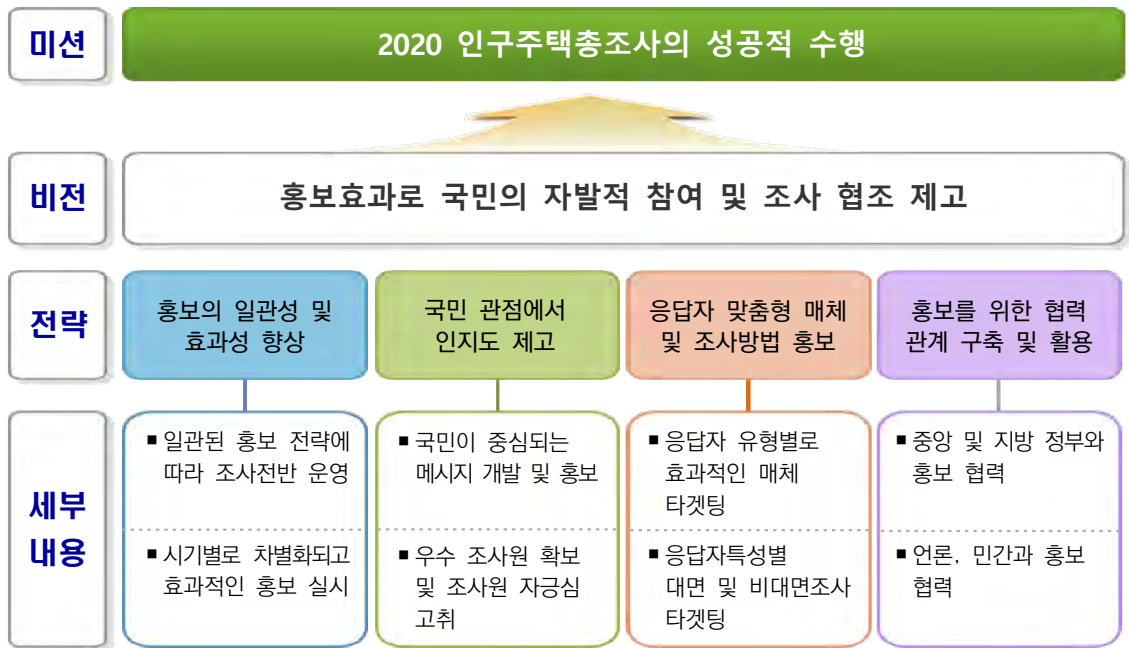 미션
2020 인구주택총조사의 성공적 수행
비전
홍보효과로 국민의 자발적 참여 및 조사 협조 제고
전략
홍보의 일관성 및
효과성 향상
국민 관점에서
인지도 제고
응답자 맞춤형 매체
및 조사방법 홍보
홍보를 위한 협력
관계 구축 및 활용
세부
내용
▪ 일관된 홍보 전략에
따라 조사전반 운영
▪ 시기별로 차별화되고
효과적인 홍보 실시
▪ 국민이 중심되는
메시지 개발 및 홍보
▪ 우수 조사원 확보
및 조사원 자긍심
고취
▪ 응답자 유형별로
효과적인 매체
타겟팅
▪ 응답자특성별
대면 및 비대면조사
타겟팅
▪ 중앙 및 지방 정부와
홍보 협력
▪ 언론, 민간과 홍보
협력